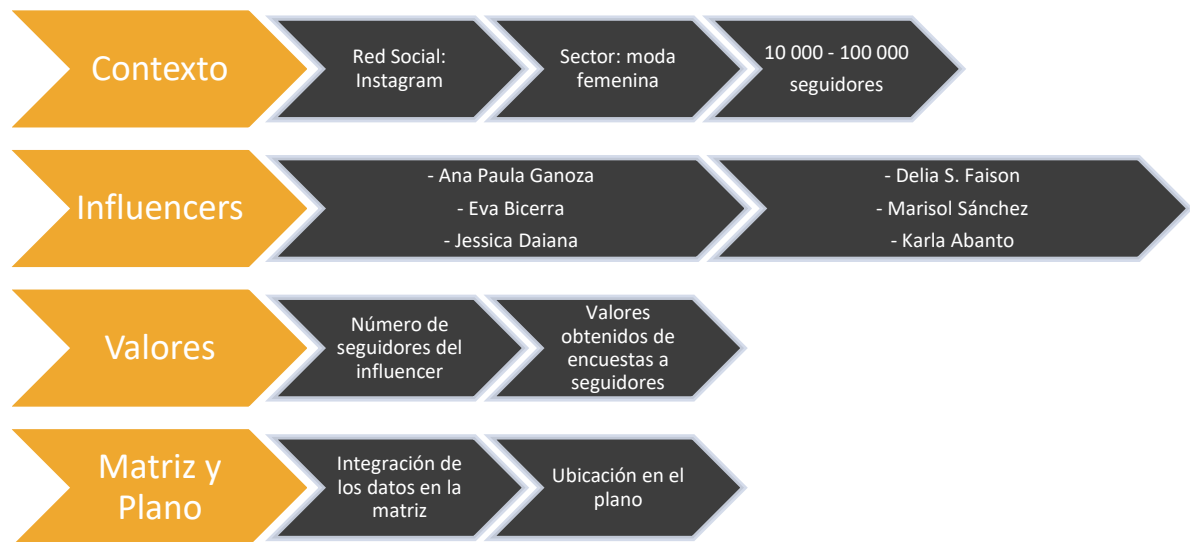 Contexto
Red Social:
Instagram
Sector: moda
femenina
10 000 - 100 000
seguidores
Influencers
- Ana Paula Ganoza
- Eva Bicerra
- Jessica Daiana
- Delia S. Faison
- Marisol Sánchez
- Karla Abanto
Valores
Número de
seguidores del
influencer
Valores
obtenidos de
encuestas a
seguidores
Matriz y
Plano
Integración de
los datos en la
matriz
Ubicación en el
plano